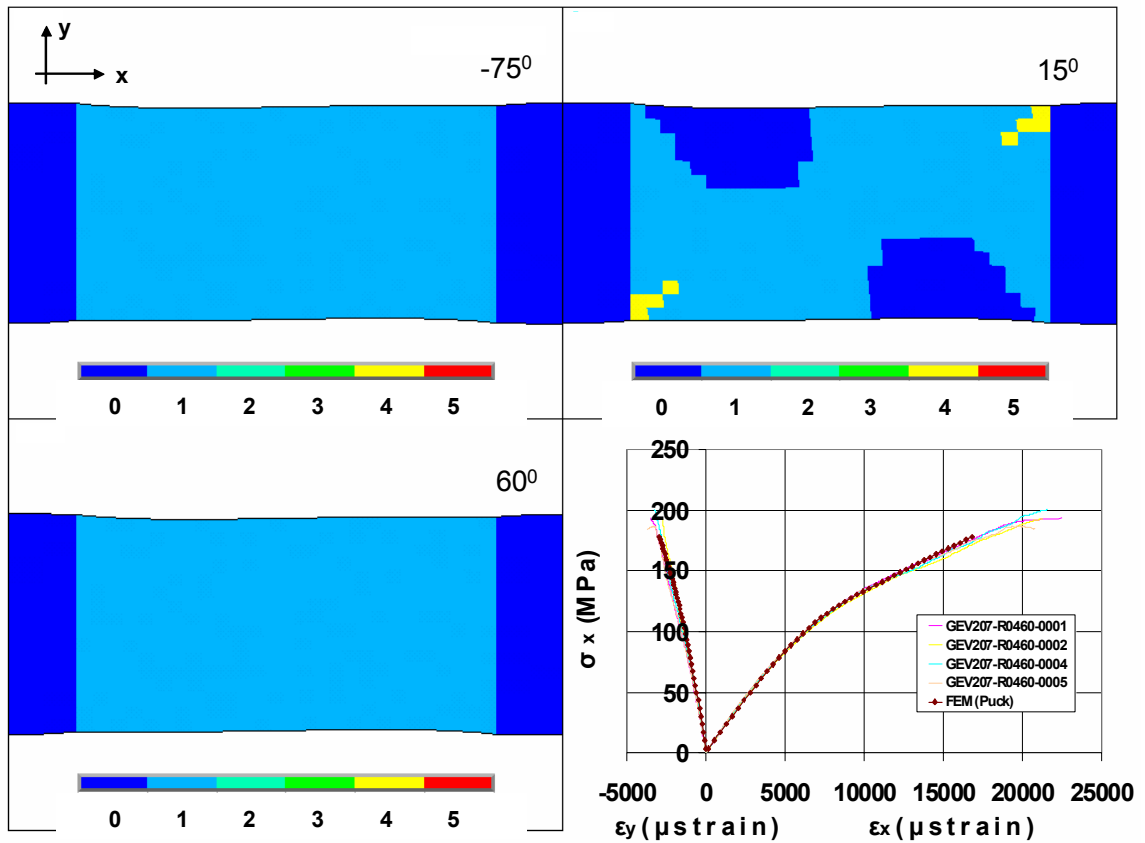 y
x
-75⁰
0 1 2 3 4 5
15⁰
0 1 2 3 4 5
60⁰
0 1 2 3 4 5
250
200
150
100
50
0
σ x (MPa)
GEV207-R0460-0001
GEV207-R0460-0002
GEV207-R0460-0004
GEV207-R0460-0005
FEM (Puck)
-5000 0 5000 10000 15000 20000 25000
εy (μstrain) εx (μstrain)